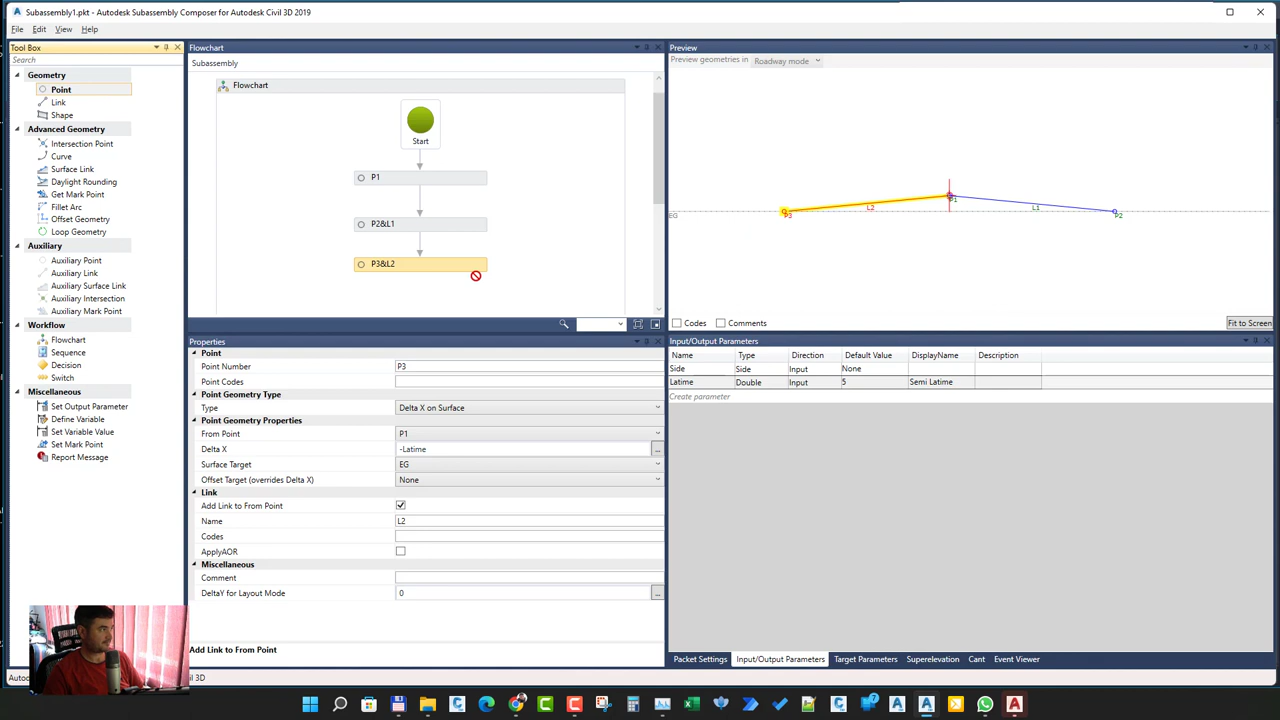 Subassembly1.pkt - Autodesk Subassembly Composer for Autodesk Civil 3D 2019
File Edit View Help
Tool Box
Search
Geometry
Point
Link
Shape
Advanced Geometry
Intersection Point
Curve
Surface Link
Daylight Rounding
Get Mark Point
Fillet Arc
Offset Geometry
Loop Geometry
Auxiliary
Auxiliary Point
Auxiliary Link
Auxiliary Surface Link
Auxiliary Intersection
Auxiliary Mark Point
Workflow
Flowchart
Sequence
Decision
Switch
Miscellaneous
Set Output Parameter
Define Variable
Set Variable Value
Set Mark Point
Report Message
Flowchart
Subassembly
Flowchart
Start
P1
P2&L1
P3&L2
Properties
Point
Point Number P3
Point Codes
Point Geometry Type
Type Delta X on Surface
Point Geometry Properties
From Point P1
Delta X -Latime ...
Surface Target EG
Offset Target (overrides Delta X) None
Link
Add Link to From Point
Name L2
Codes
ApplyAOR
Miscellaneous
Comment
DeltaY for Layout Mode 0 ...
Add Link to From Point
Preview
Preview geometries in Roadway mode
P1
L2 L1
EG P3 P2
Codes Comments Fit to Screen
Input/Output Parameters
Name Type Direction Default Value DisplayName Description
Side Side Input None
Latime Double Input 5 Semi Latime
Create parameter
Packet Settings Input/Output Parameters Target Parameters Superelevation Cant Event Viewer
vil 3D